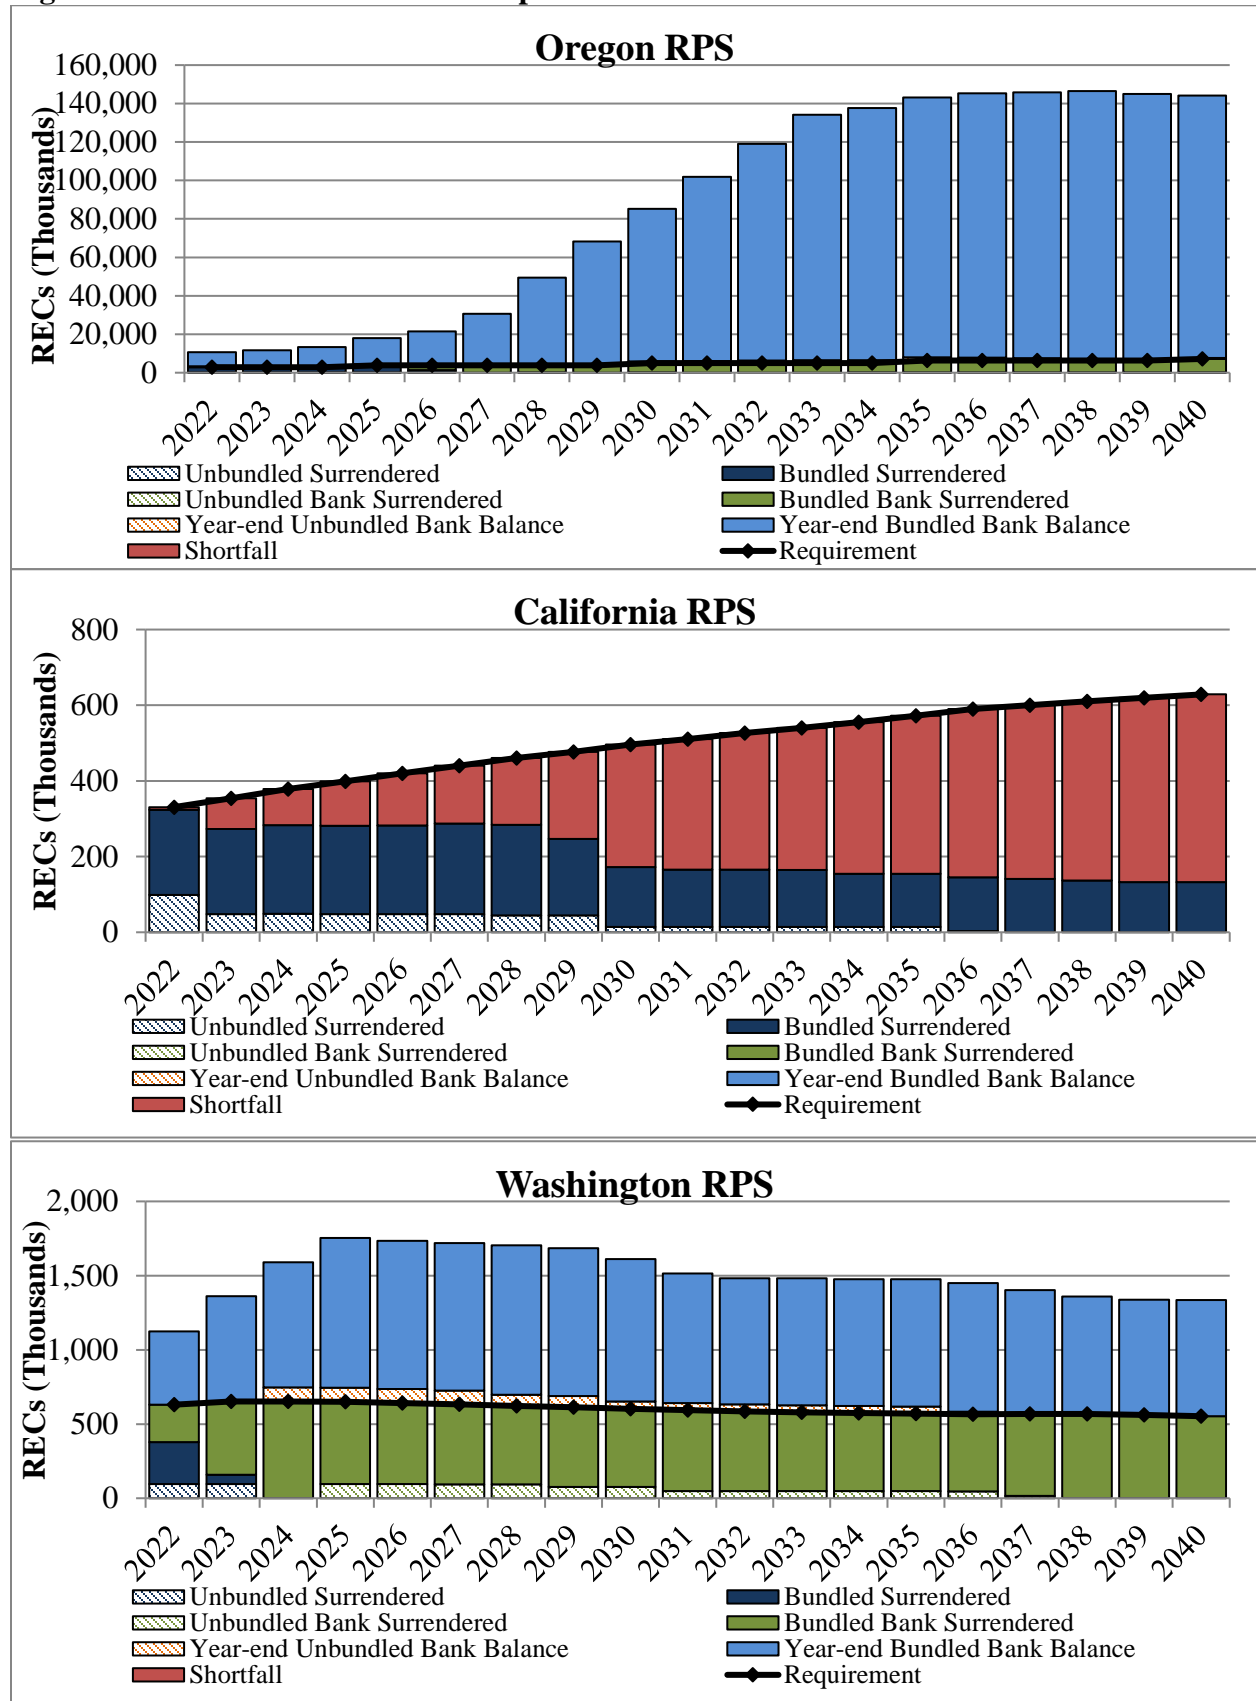 Oregon RPS
160,000
140,000
120,000
100,000
80,000
60,000
40,000
20,000
0
RECs (Thousands)
2022 2023 2024 2025 2026 2027 2028 2029 2030 2031 2032 2033 2034 2035 2036 2037 2038 2039 2040
Unbundled Surrendered Bundled Surrendered
Unbundled Bank Surrendered Bundled Bank Surrendered
Year-end Unbundled Bank Balance Year-end Bundled Bank Balance
Shortfall Requirement
California RPS
800
600
400
200
0
RECs (Thousands)
2022 2023 2024 2025 2026 2027 2028 2029 2030 2031 2032 2033 2034 2035 2036 2037 2038 2039 2040
Unbundled Surrendered Bundled Surrendered
Unbundled Bank Surrendered Bundled Bank Surrendered
Year-end Unbundled Bank Balance Year-end Bundled Bank Balance
Shortfall Requirement
Washington RPS
2,000
1,500
1,000
500
0
RECs (Thousands)
2022 2023 2024 2025 2026 2027 2028 2029 2030 2031 2032 2033 2034 2035 2036 2037 2038 2039 2040
Unbundled Surrendered Bundled Surrendered
Unbundled Bank Surrendered Bundled Bank Surrendered
Year-end Unbundled Bank Balance Year-end Bundled Bank Balance
Shortfall Requirement